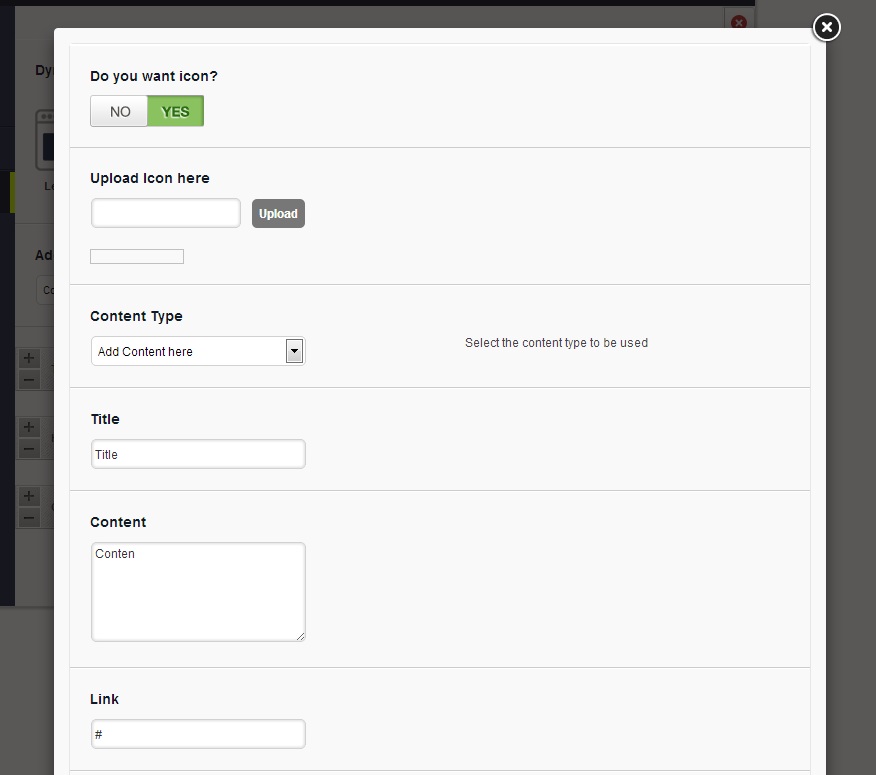 Do you want icon?
NO YES
Upload Icon here
Upload
Content Type
Add Content here
Select the content type to be used
Title
Title
Content
Conten
Link
#